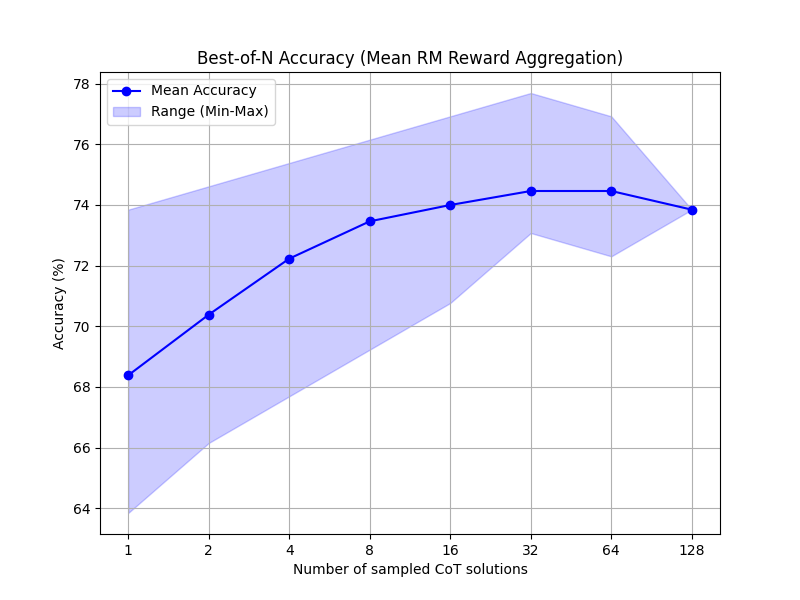 Best-of-N Accuracy (Mean RM Reward Aggregation)
Mean Accuracy
Range (Min-Max)
Accuracy (%)
78
76
74
72
70
68
66
64
1 2 4 8 16 32 64 128
Number of sampled CoT solutions